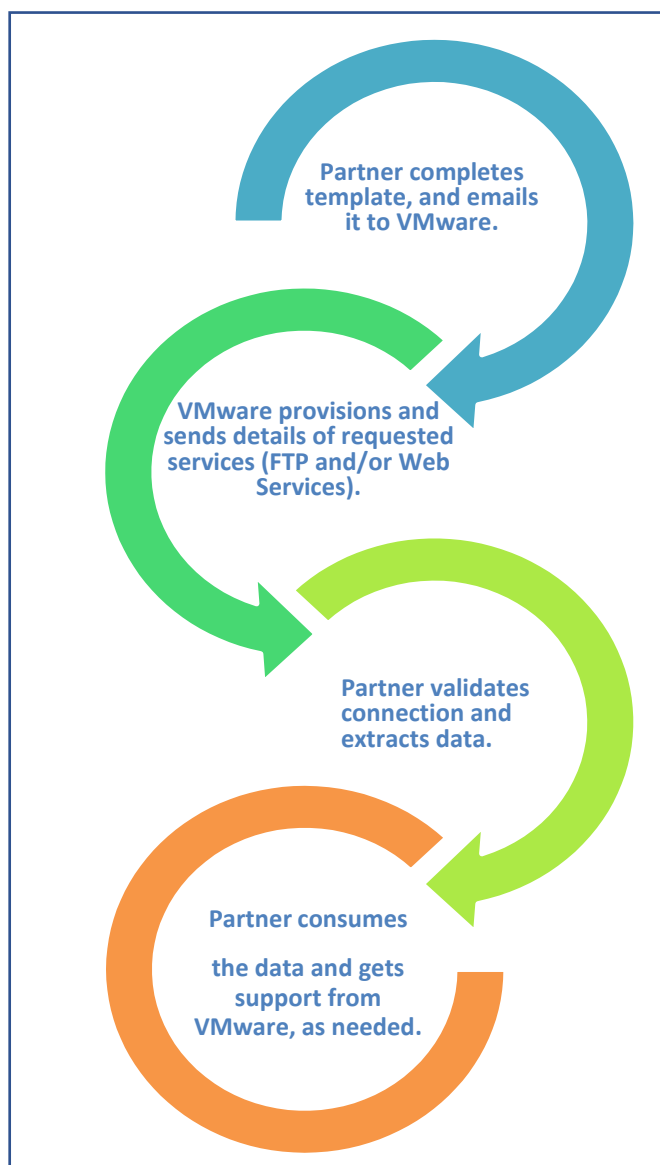 Partner completes
template, and emails
it to VMware.
VMware provisions and
sends details of requested
services (FTP and/or Web
Services).
Partner validates
connection and
extracts data.
Partner consumes
the data and gets
support from
VMware, as needed.